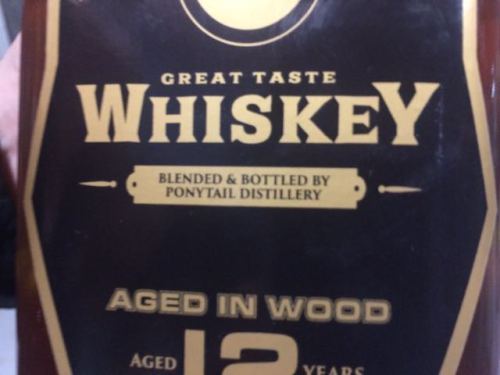 GREAT TASTE
WHISKEY
BLENDED & BOTTLED BY
PONYTAIL DISTILLERY
AGED IN WOOD
AGED 12 YEARS